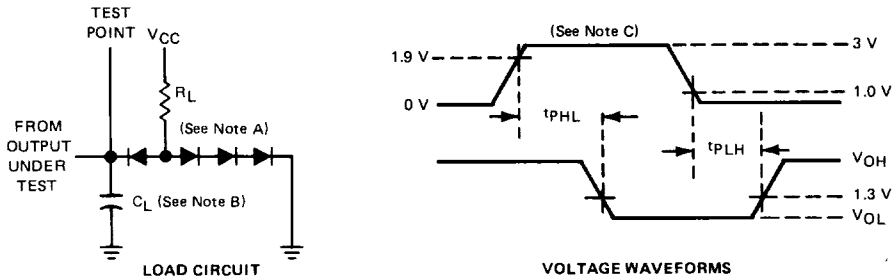 TEST
POINT
VCC
RL
(See Note A)
FROM
OUTPUT
UNDER
TEST
CL (See Note B)
LOAD CIRCUIT
(See Note C)
3 V
1.9 V
1.0 V
0 V
tPHL
tPLH
VOH
1.3 V
VOL
VOLTAGE WAVEFORMS